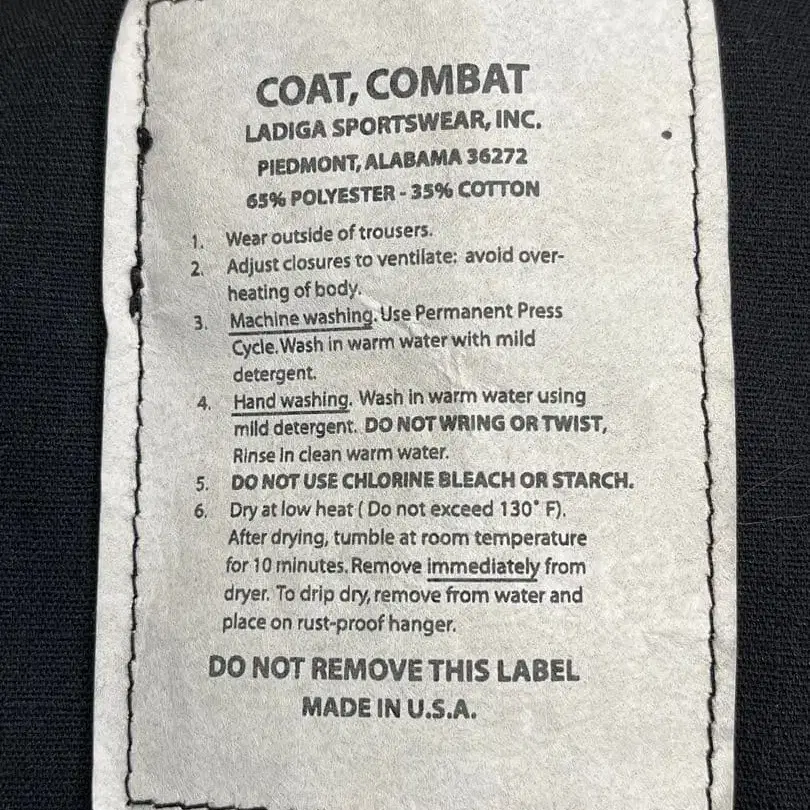 COAT, COMBAT
LADIGA SPORTSWEAR, INC.
PIEDMONT, ALABAMA 36272
65% POLYESTER - 35% COTTON
1. Wear outside of trousers.
2. Adjust closures to ventilate: avoid over-
heating of body.
3. Machine washing. Use Permanent Press
Cycle. Wash in warm water with mild
detergent.
4. Hand washing. Wash in warm water using
mild detergent. DO NOT WRING OR TWIST,
Rinse in clean warm water.
5. DO NOT USE CHLORINE BLEACH OR STARCH.
6. Dry at low heat ( Do not exceed 130° F).
After drying, tumble at room temperature
for 10 minutes. Remove immediately from
dryer. To drip dry, remove from water and
place on rust-proof hanger.
DO NOT REMOVE THIS LABEL
MADE IN U.S.A.